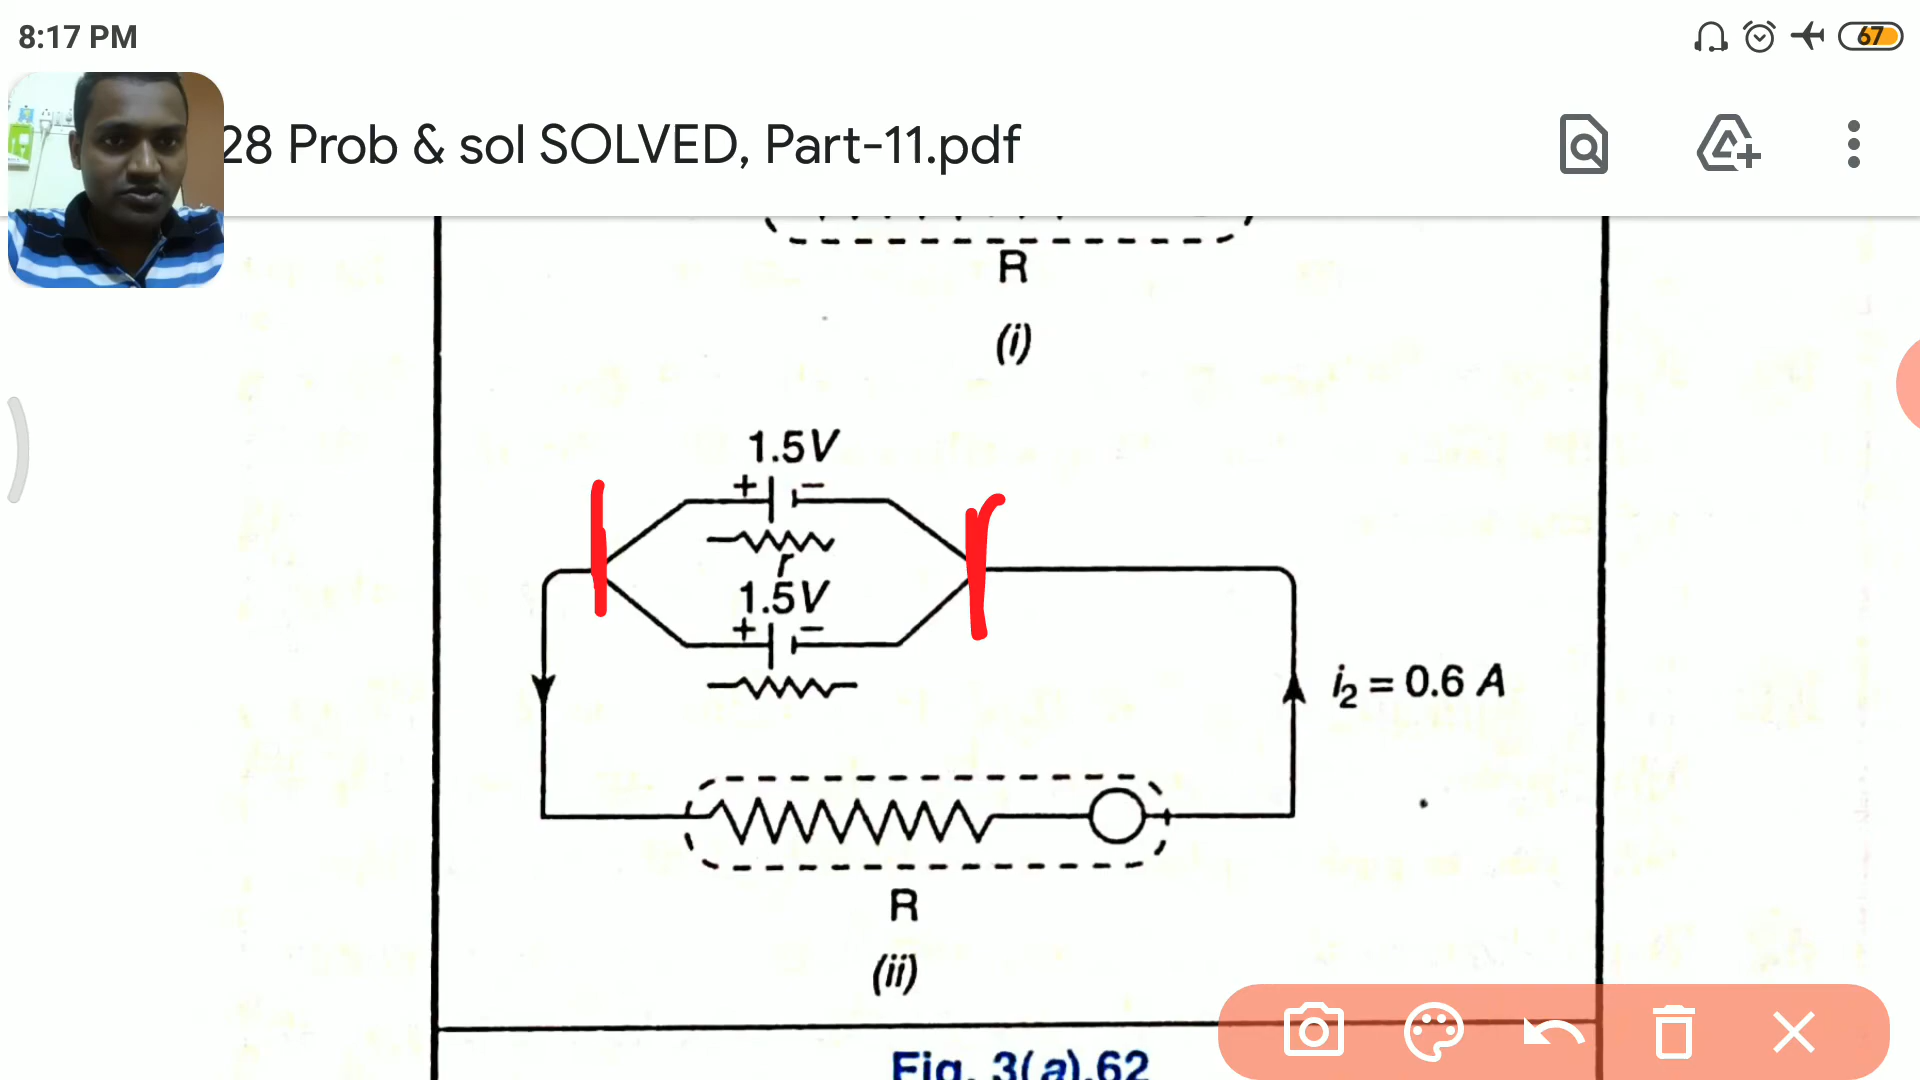 8:17 PM
67
28 Prob & sol SOLVED, Part-11.pdf
R
(i)
1.5V
+ −
r
1.5V
+ −
i2 = 0.6 A
R
(ii)
Fig. 3(a).62